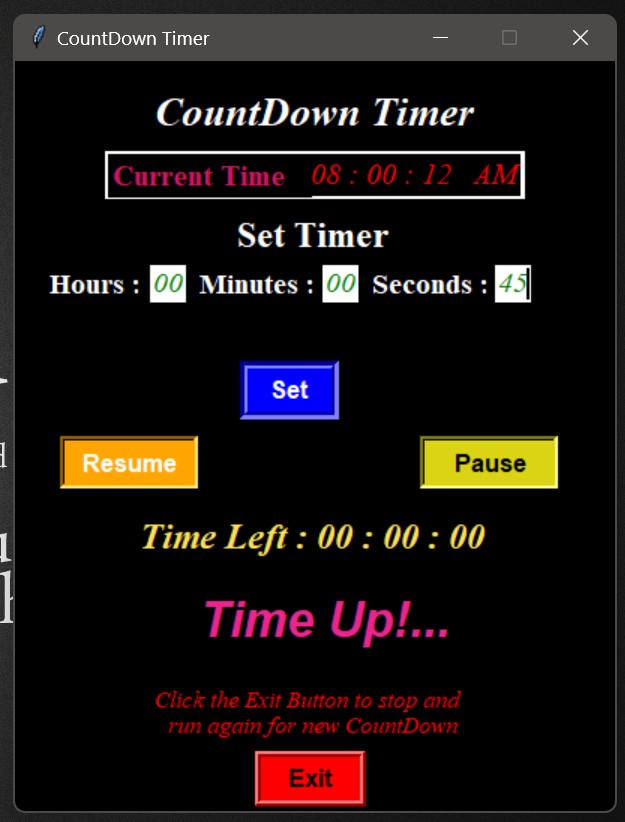 CountDown Timer
CountDown Timer
Current Time 08 : 00 : 12 AM
Set Timer
Hours : 00 Minutes : 00 Seconds : 45
Set
Resume Pause
Time Left : 00 : 00 : 00
Time Up!...
Click the Exit Button to stop and
run again for new CountDown
Exit